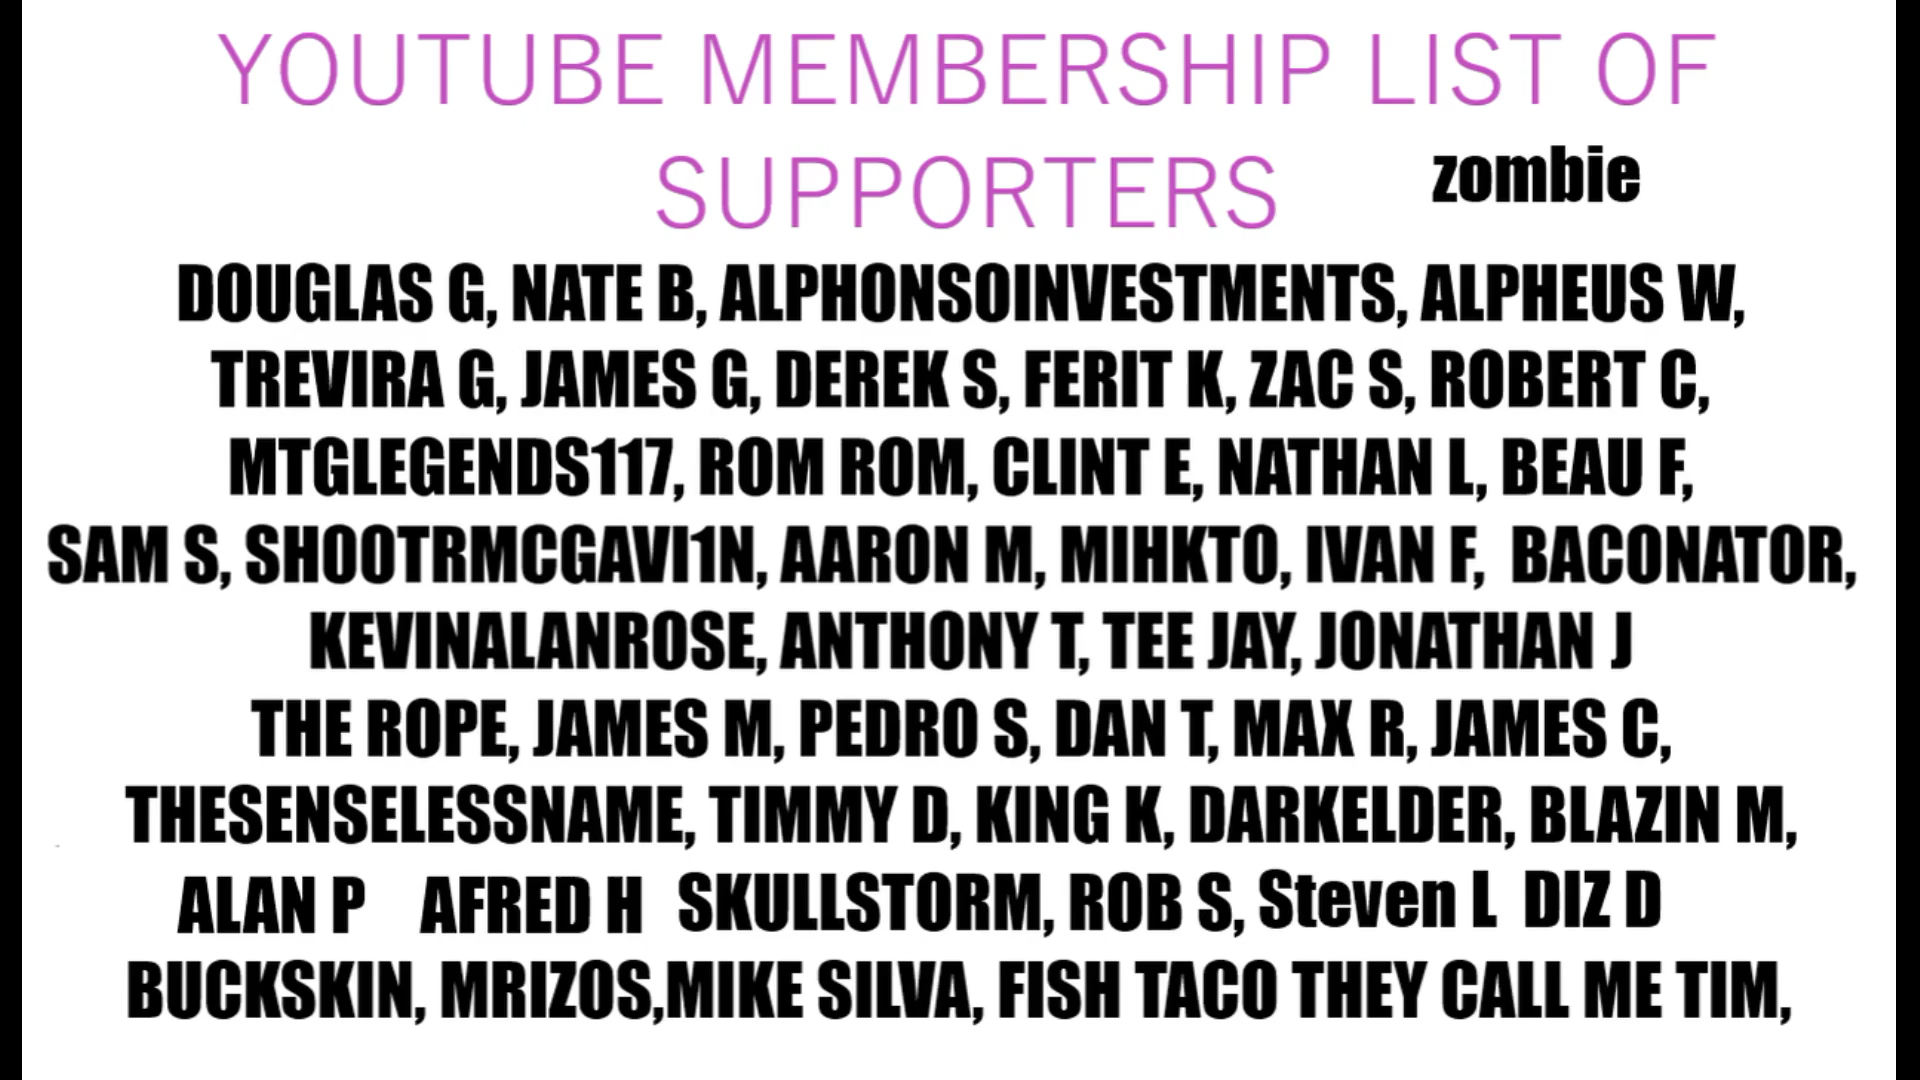 YOUTUBE MEMBERSHIP LIST OF
SUPPORTERS
zombie
DOUGLAS G, NATE B, ALPHONSOINVESTMENTS, ALPHEUS W,
TREVIRA G, JAMES G, DEREK S, FERIT K, ZAC S, ROBERT C,
MTGLEGENDS117, ROM ROM, CLINT E, NATHAN L, BEAU F,
SAM S, SHOOTRMCGAVI1N, AARON M, MIHKTO, IVAN F, BACONATOR,
KEVINALANROSE, ANTHONY T, TEE JAY, JONATHAN J
THE ROPE, JAMES M, PEDRO S, DAN T, MAX R, JAMES C,
THESENSELESSNAME, TIMMY D, KING K, DARKELDER, BLAZIN M,
ALAN P AFRED H SKULLSTORM, ROB S, Steven L DIZ D
BUCKSKIN, MRIZOS,MIKE SILVA, FISH TACO THEY CALL ME TIM,